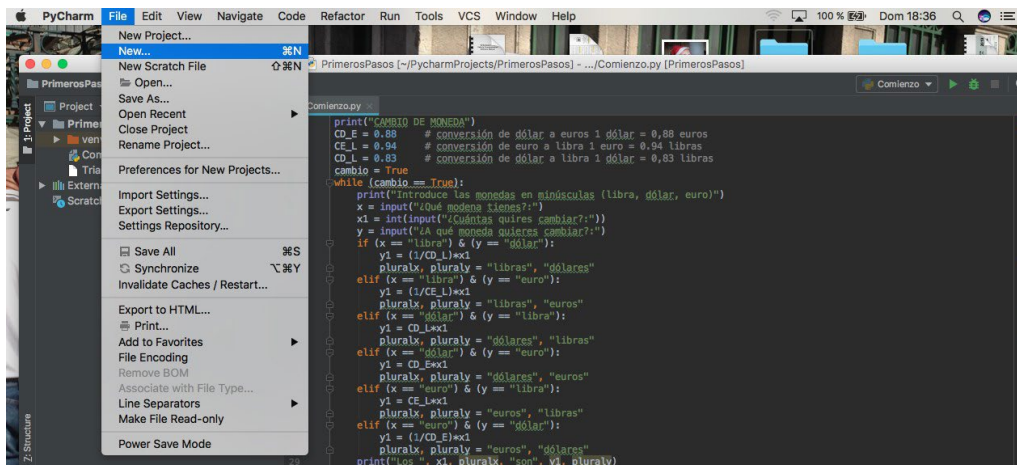 PyCharm File Edit View Navigate Code Refactor Run Tools VCS Window Help 100 % Dom 18:36
New Project...
New... ⌘N
New Scratch File ⇧⌘N
Open...
Save As...
Open Recent
Close Project
Rename Project...
Preferences for New Projects...
Import Settings...
Export Settings...
Settings Repository...
Save All ⌘S
Synchronize ⌥⌘Y
Invalidate Caches / Restart...
Export to HTML...
Print...
Add to Favorites
File Encoding
Remove BOM
Associate with File Type...
Line Separators
Make File Read-only
Power Save Mode
PrimerosPasos [~/PycharmProjects/PrimerosPasos] - .../Comienzo.py [PrimerosPasos]
PrimerosPas
Comienzo
1: Project
Project
Primer
ven
Com
Tria
Extern
Scratc
Z: Structure
Comienzo.py
print("CAMBIO DE MONEDA")
CD_E = 0.88 # conversión de dólar a euros 1 dólar = 0,88 euros
CE_L = 0.94 # conversión de euro a libra 1 euro = 0.94 libras
CD_L = 0.83 # conversión de dólar a libra 1 dólar = 0,83 libras
cambio = True
while (cambio == True):
print("Introduce las monedas en minúsculas (libra, dólar, euro)")
x = input("¿Qué modena tienes?:")
x1 = int(input("¿Cuántas quires cambiar?:"))
y = input("¿A qué moneda quieres cambiar?:")
if (x == "libra") & (y == "dólar"):
y1 = (1/CD_L)*x1
pluralx, pluraly = "libras", "dólares"
elif (x == "libra") & (y == "euro"):
y1 = (1/CE_L)*x1
pluralx, pluraly = "libras", "euros"
elif (x == "dólar") & (y == "libra"):
y1 = CD_L*x1
pluralx, pluraly = "dólares", "libras"
elif (x == "dólar") & (y == "euro"):
y1 = CD_E*x1
pluralx, pluraly = "dólares", "euros"
elif (x == "euro") & (y == "libra"):
y1 = CE_L*x1
pluralx, pluraly = "euros", "libras"
elif (x == "euro") & (y == "dólar"):
y1 = (1/CD_E)*x1
pluralx, pluraly = "euros", "dólares"
29 print("Los ", x1, pluralx, "son", y1, pluraly)